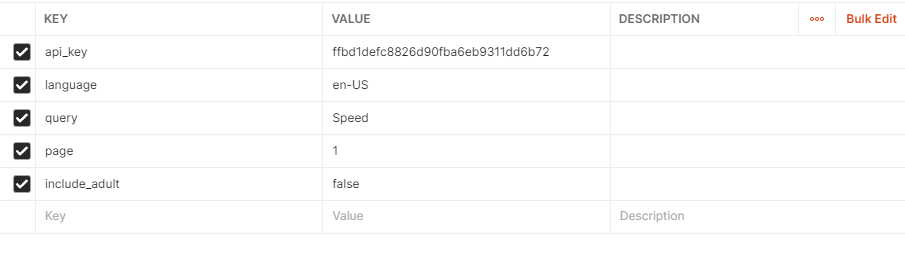 KEY VALUE DESCRIPTION ooo Bulk Edit
api_key ffbd1defc8826d90fba6eb9311dd6b72
language en-US
query Speed
page 1
include_adult false
Key Value Description